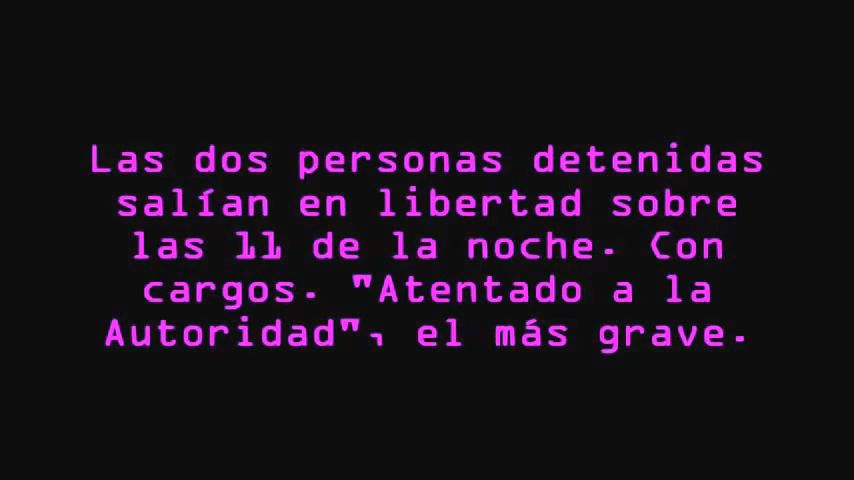 Las dos personas detenidas
salían en libertad sobre
las 11 de la noche. Con
cargos. "Atentado a la
Autoridad", el más grave.